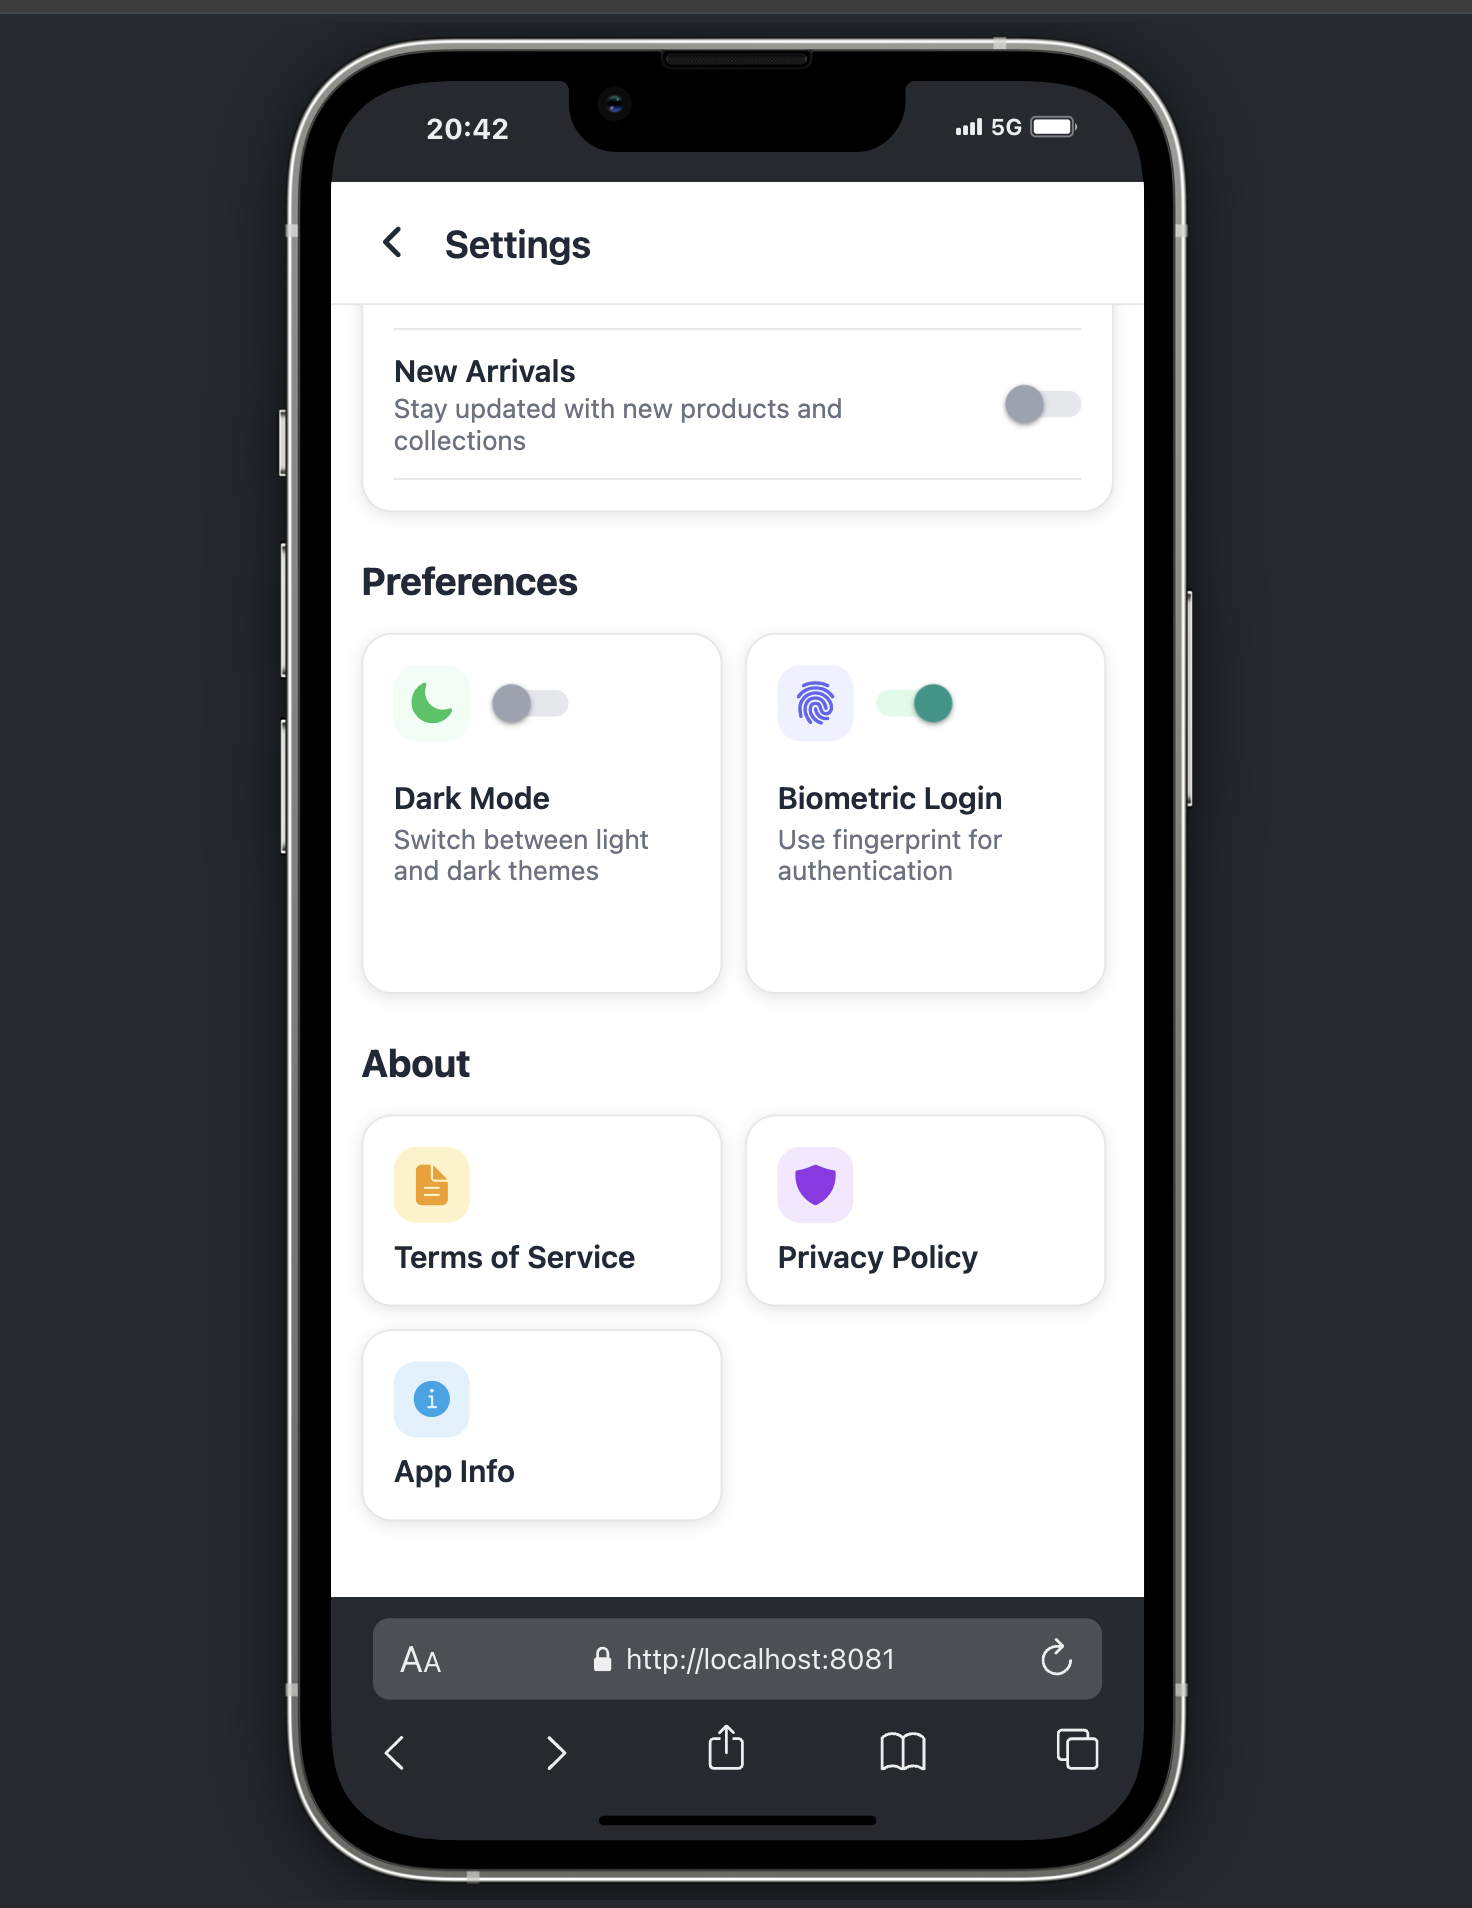 20:42
5G
Settings
New Arrivals
Stay updated with new products and
collections
Preferences
Dark Mode
Switch between light
and dark themes
Biometric Login
Use fingerprint for
authentication
About
Terms of Service
Privacy Policy
App Info
AA
http://localhost:8081